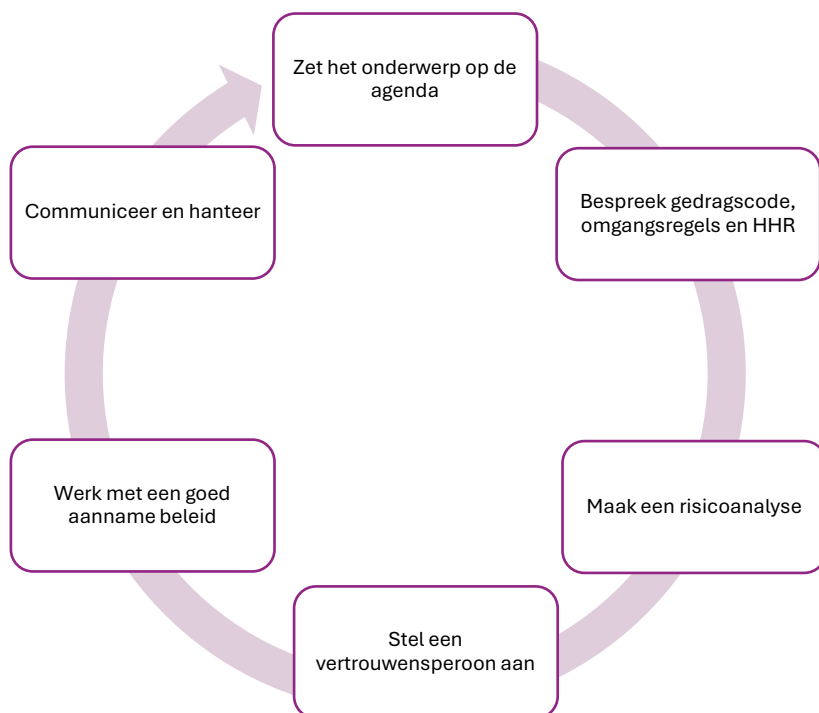 Zet het onderwerp op de
agenda
Bespreek gedragscode,
omgangsregels en HHR
Maak een risicoanalyse
Stel een
vertrouwensperoon aan
Werk met een goed
aanname beleid
Communiceer en hanteer